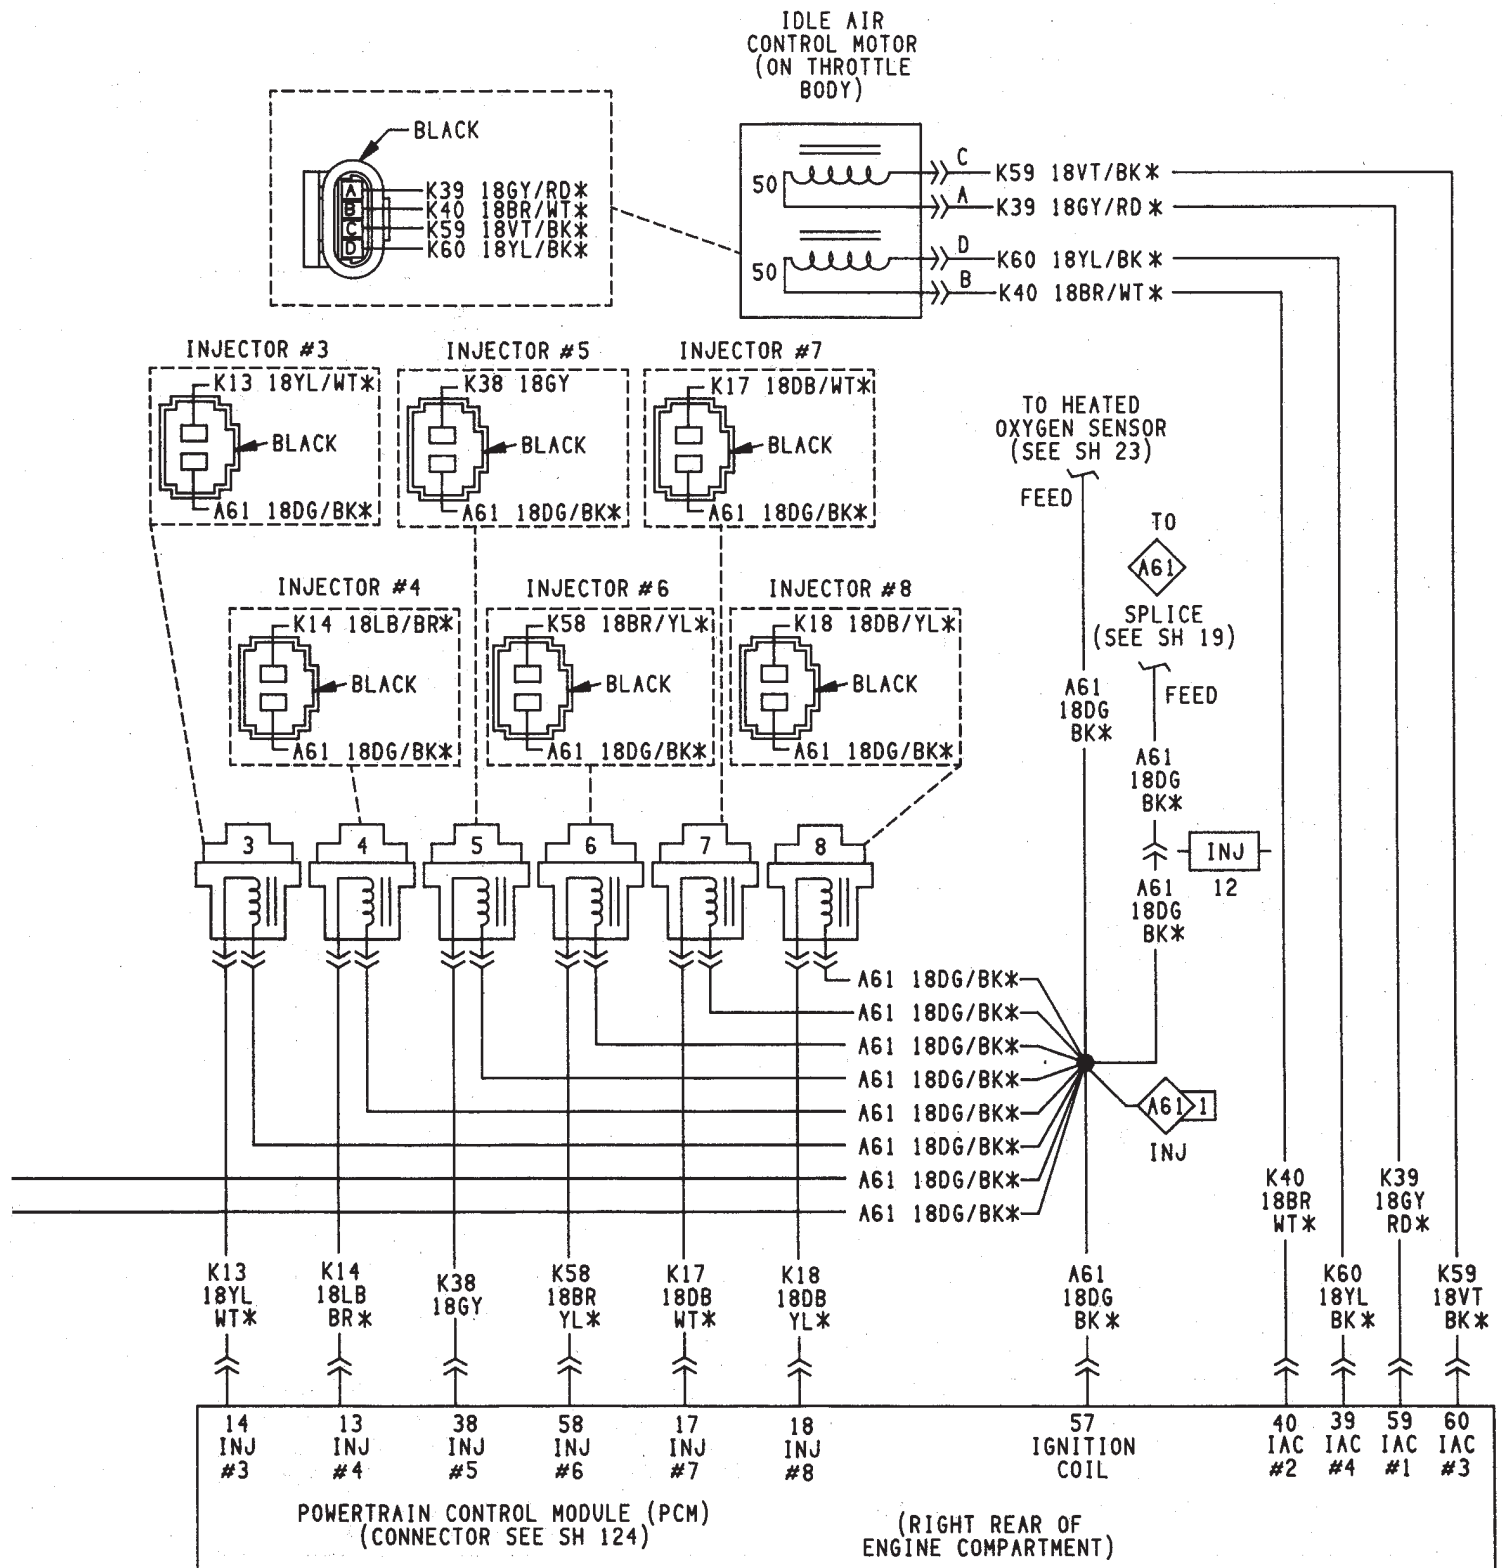 IDLE AIR
CONTROL MOTOR
(ON THROTTLE
BODY)
BLACK
A
B
C
D
K39 18GY/RD*
K40 18BR/WT*
K59 18VT/BK*
K60 18YL/BK*
50
50
C
K59 18VT/BK*
A
K39 18GY/RD*
D
K60 18YL/BK*
B
K40 18BR/WT*
INJECTOR #3
K13 18YL/WT*
BLACK
A61 18DG/BK*
INJECTOR #5
K38 18GY
BLACK
A61 18DG/BK*
INJECTOR #7
K17 18DB/WT*
BLACK
A61 18DG/BK*
TO HEATED
OXYGEN SENSOR
(SEE SH 23)
FEED
TO
A61
SPLICE
(SEE SH 19)
FEED
INJECTOR #4
K14 18LB/BR*
BLACK
A61 18DG/BK*
INJECTOR #6
K58 18BR/YL*
BLACK
A61 18DG/BK*
INJECTOR #8
K18 18DB/YL*
BLACK
A61 18DG/BK*
A61
18DG
BK*
A61
18DG
BK*
INJ
12
A61
18DG
BK*
3
4
5
6
7
8
A61 18DG/BK*
A61 18DG/BK*
A61 18DG/BK*
A61 18DG/BK*
A61 18DG/BK*
A61 18DG/BK*
A61 18DG/BK*
A61 18DG/BK*
A61 1
INJ
K40
18BR
WT*
K39
18GY
RD*
K13
18YL
WT*
K14
18LB
BR*
K38
18GY
K58
18BR
YL*
K17
18DB
WT*
K18
18DB
YL*
A61
18DG
BK*
K60
18YL
BK*
K59
18VT
BK*
14
INJ
#3
13
INJ
#4
38
INJ
#5
58
INJ
#6
17
INJ
#7
18
INJ
#8
57
IGNITION
COIL
40
IAC
#2
39
IAC
#4
59
IAC
#1
60
IAC
#3
POWERTRAIN CONTROL MODULE (PCM)
(CONNECTOR SEE SH 124)
(RIGHT REAR OF
ENGINE COMPARTMENT)